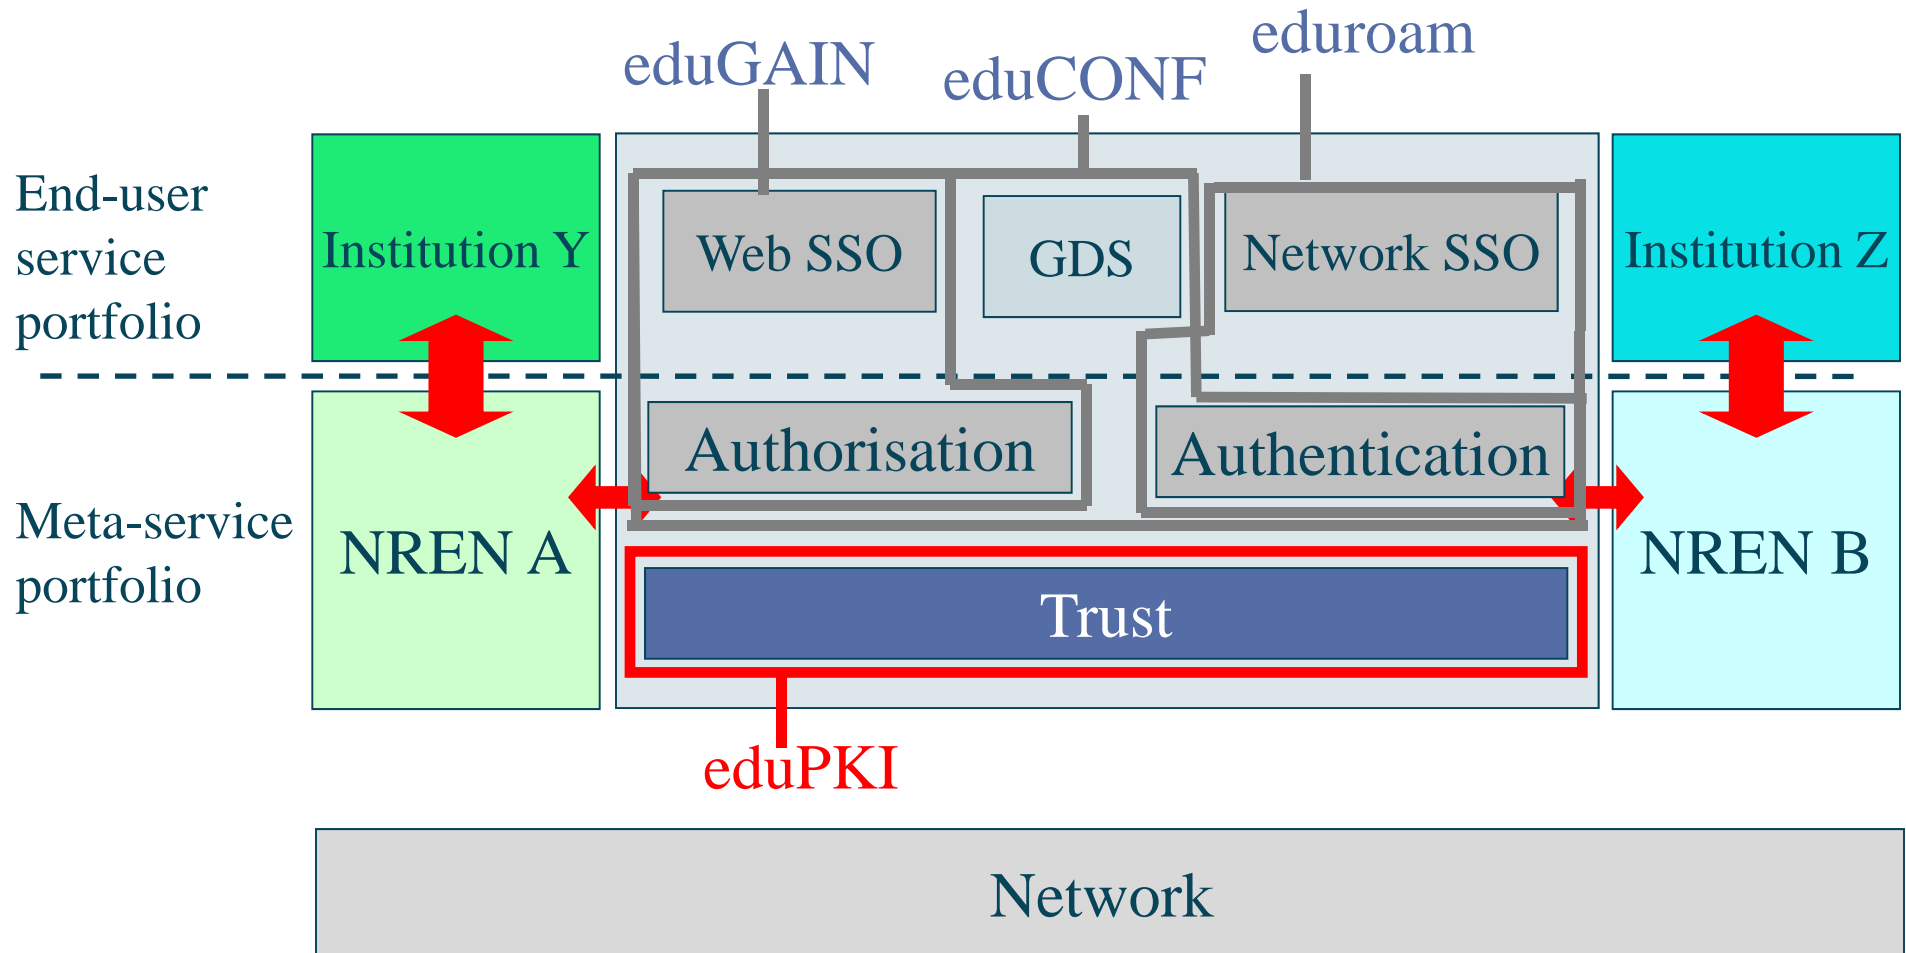 eduGAIN
eduCONF
eduroam
End-user
service
portfolio
Institution Y
Web SSO
GDS
Network SSO
Institution Z
Authorisation
Authentication
Meta-service
portfolio
NREN A
NREN B
Trust
eduPKI
Network